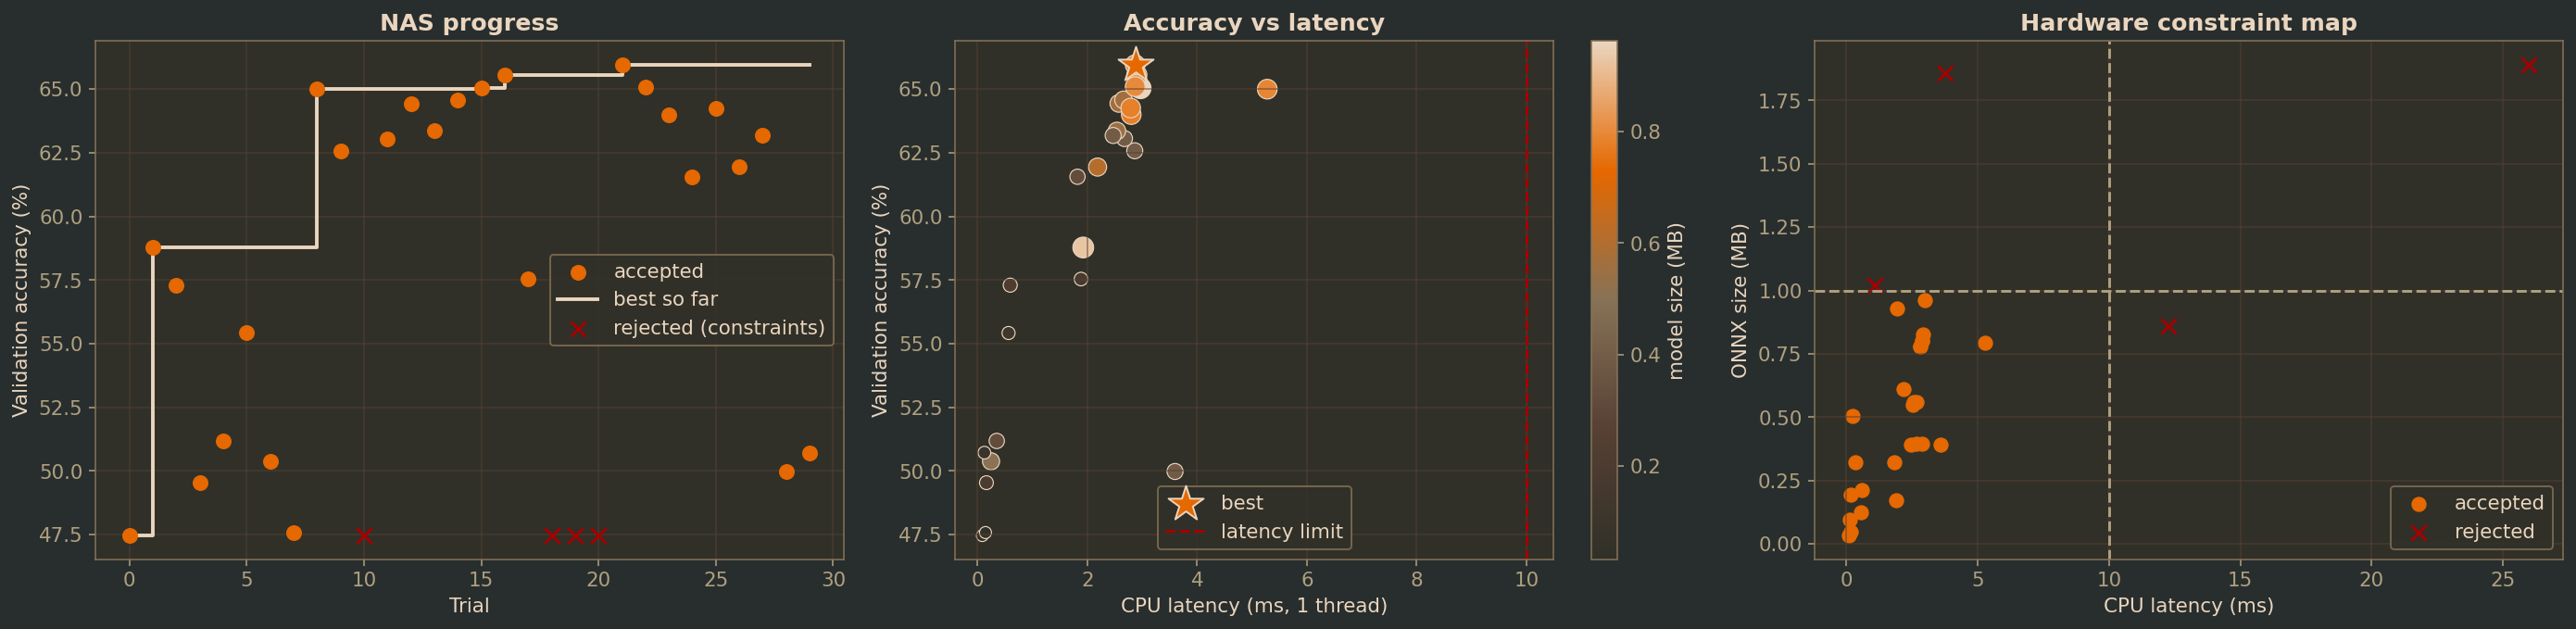 NAS progress
Validation accuracy (%)
65.0
62.5
60.0
57.5
55.0
52.5
50.0
47.5
accepted
best so far
rejected (constraints)
0 5 10 15 20 25 30
Trial
Accuracy vs latency
Validation accuracy (%)
65.0
62.5
60.0
57.5
55.0
52.5
50.0
47.5
best
latency limit
0 2 4 6 8 10
CPU latency (ms, 1 thread)
0.8
0.6
0.4
0.2
model size (MB)
Hardware constraint map
ONNX size (MB)
1.75
1.50
1.25
1.00
0.75
0.50
0.25
0.00
accepted
rejected
0 5 10 15 20 25
CPU latency (ms)